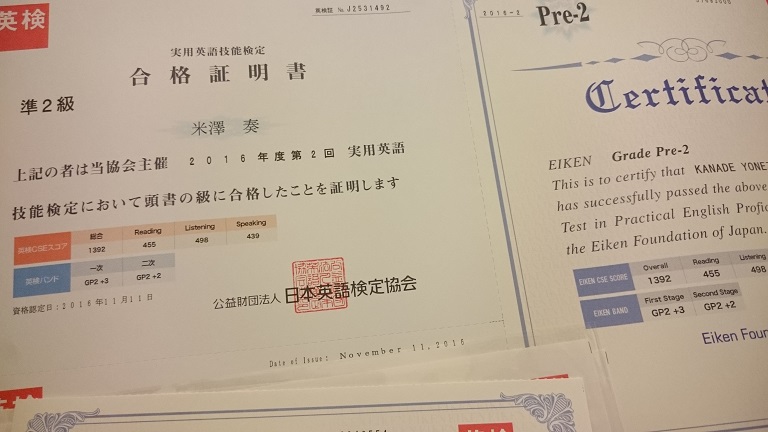 英検
英検証 No. J2531492
実用英語技能検定
合格証明書
準2級
米澤 奏
上記の者は当協会主催 2016年度第2回 実用英語
技能検定において頭書の級に合格したことを証明します
総合 Reading Listening Speaking
英検CSEスコア 1392 455 498 439
一次 二次
英検バンド GP2 +3 GP2 +2
資格認定日:2016年11月11日
公益財団法人 日本英語検定協会
Date of Issue: November 11,2016
2016-2
Pre-2
Certificat
EIKEN Grade Pre-2
This is to certify that KANADE YONE
has successfully passed the above
Test in Practical English Profic
the Eiken Foundation of Japan.
Overall Reading Listening
EIKEN CSE SCORE 1392 455 498
First Stage Second Stage
EIKEN BAND GP2 +3 GP2 +2
Eiken Foun